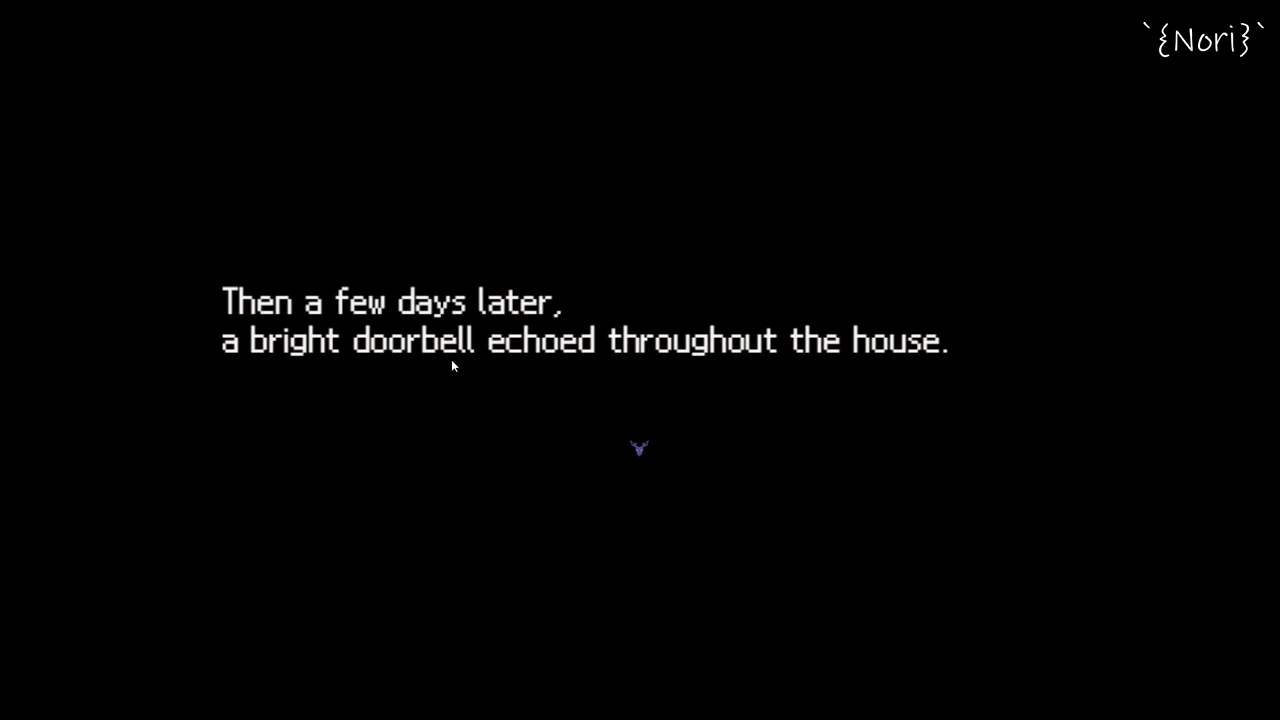 `{Nori}`
Then a few days later,
a bright doorbell echoed throughout the house.